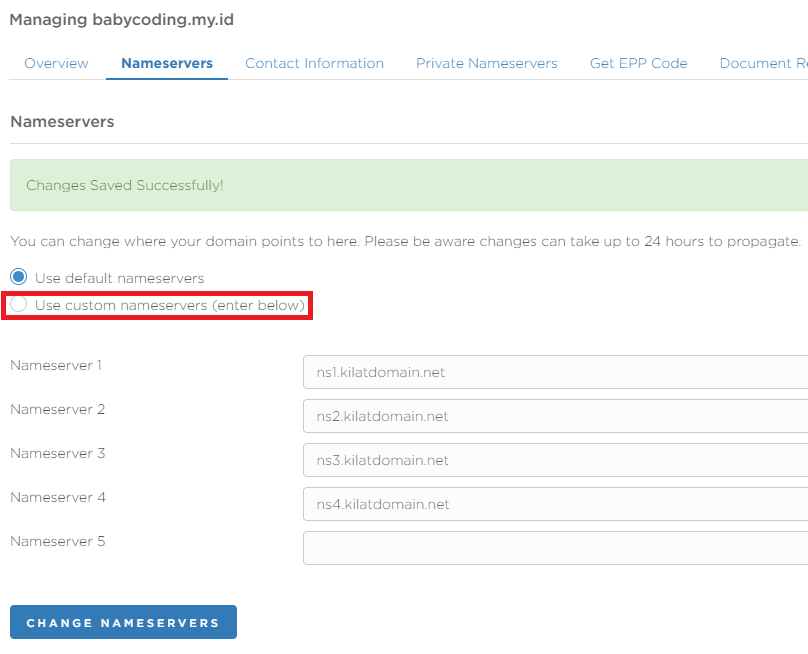 Managing babycoding.my.id
Overview Nameservers Contact Information Private Nameservers Get EPP Code Document
Nameservers
Changes Saved Successfully!
You can change where your domain points to here. Please be aware changes can take up to 24 hours to propagate.
Use default nameservers
Use custom nameservers (enter below)
Nameserver 1 ns1.kilatdomain.net
Nameserver 2 ns2.kilatdomain.net
Nameserver 3 ns3.kilatdomain.net
Nameserver 4 ns4.kilatdomain.net
Nameserver 5
CHANGE NAMESERVERS